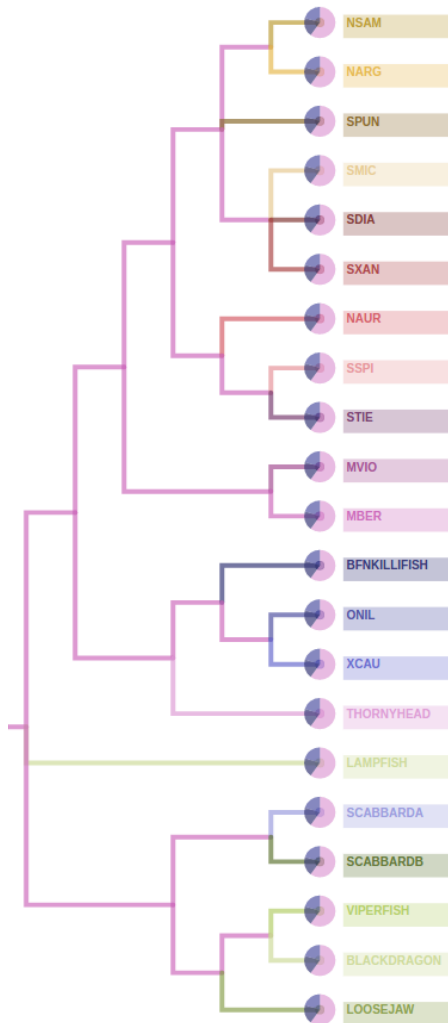 NSAM
NARG
SPUN
SMIC
SDIA
SXAN
NAUR
SSPI
STIE
MVIO
MBER
BFNKILLIFISH
ONIL
XCAU
THORNYHEAD
LAMPFISH
SCABBARDA
SCABBARDB
VIPERFISH
BLACKDRAGON
LOOSEJAW